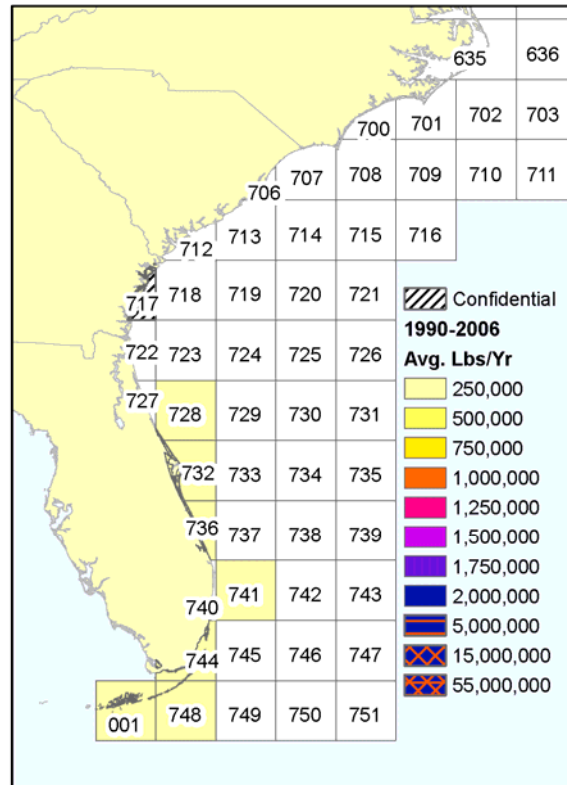 635 636
700 701 702 703
706 707 708 709 710 711
712 713 714 715 716
717 718 719 720 721
722 723 724 725 726
727 728 729 730 731
732 733 734 735
736 737 738 739
740 741 742 743
744 745 746 747
001 748 749 750 751
Confidential
1990-2006
Avg. Lbs/Yr
250,000
500,000
750,000
1,000,000
1,250,000
1,500,000
1,750,000
2,000,000
5,000,000
15,000,000
55,000,000